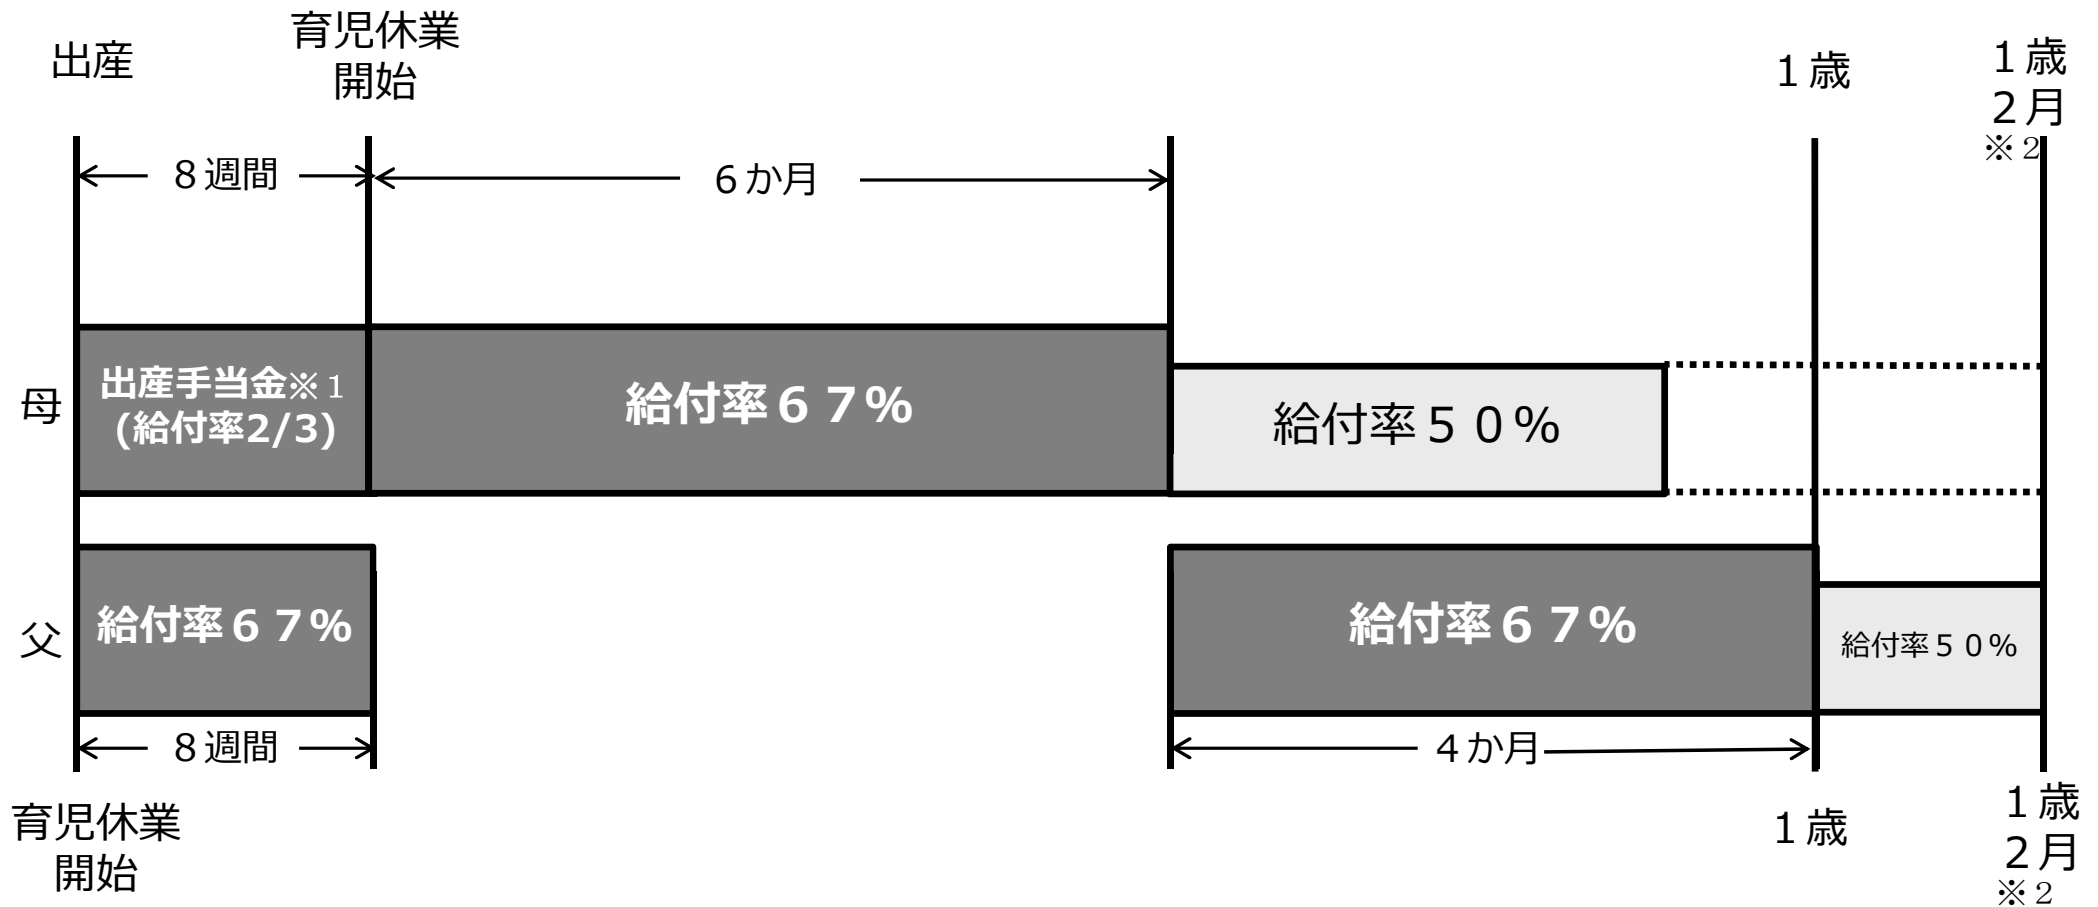 出産
育児休業
開始
１歳
１歳
２月
※２
８週間
６か月
母
出産手当金※１
(給付率2/3)
給付率６７％
給付率５０％
父
給付率６７％
給付率６７％
給付率５０％
８週間
４か月
育児休業
開始
１歳
１歳
２月
※２